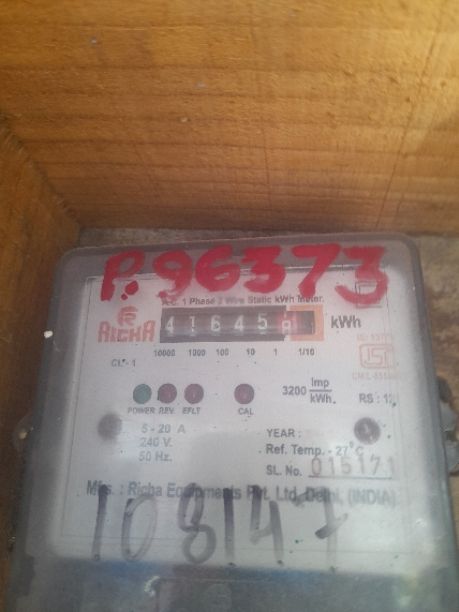 P.96373
A.C. 1 Phase 2 Wire Static kWh Meter.
RICHA
41645
kWh
10000 1000 100 10 1 1/10
CL-1
3200 Imp
kWh
POWER REV. EFLT CAL
5 - 20 A
240 V.
50 Hz.
YEAR :
Ref. Temp. - 27°C
SL. No. 015171
Mfrs. : Richa Equipments Pvt. Ltd. Delhi, (INDIA)
108147